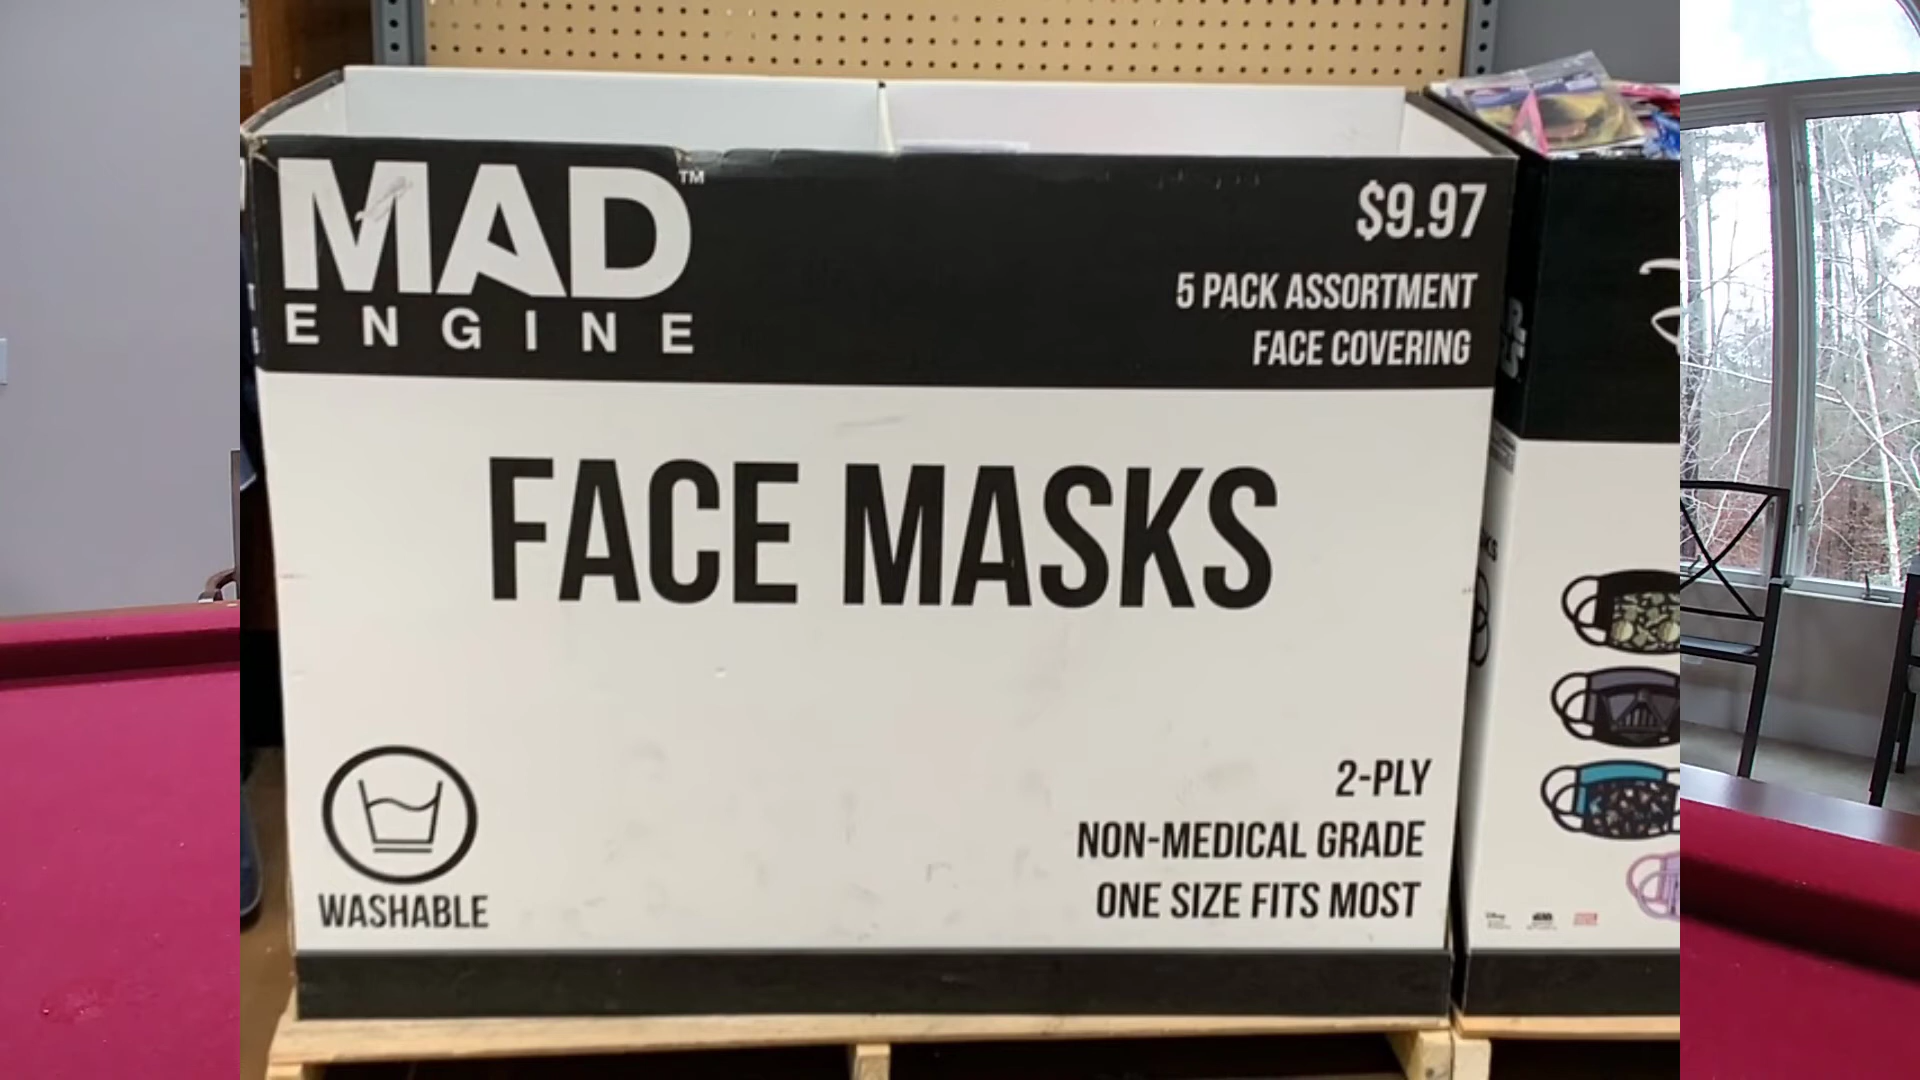 MAD™
ENGINE
$9.97
5 PACK ASSORTMENT
FACE COVERING
FACE MASKS
WASHABLE
2-PLY
NON-MEDICAL GRADE
ONE SIZE FITS MOST